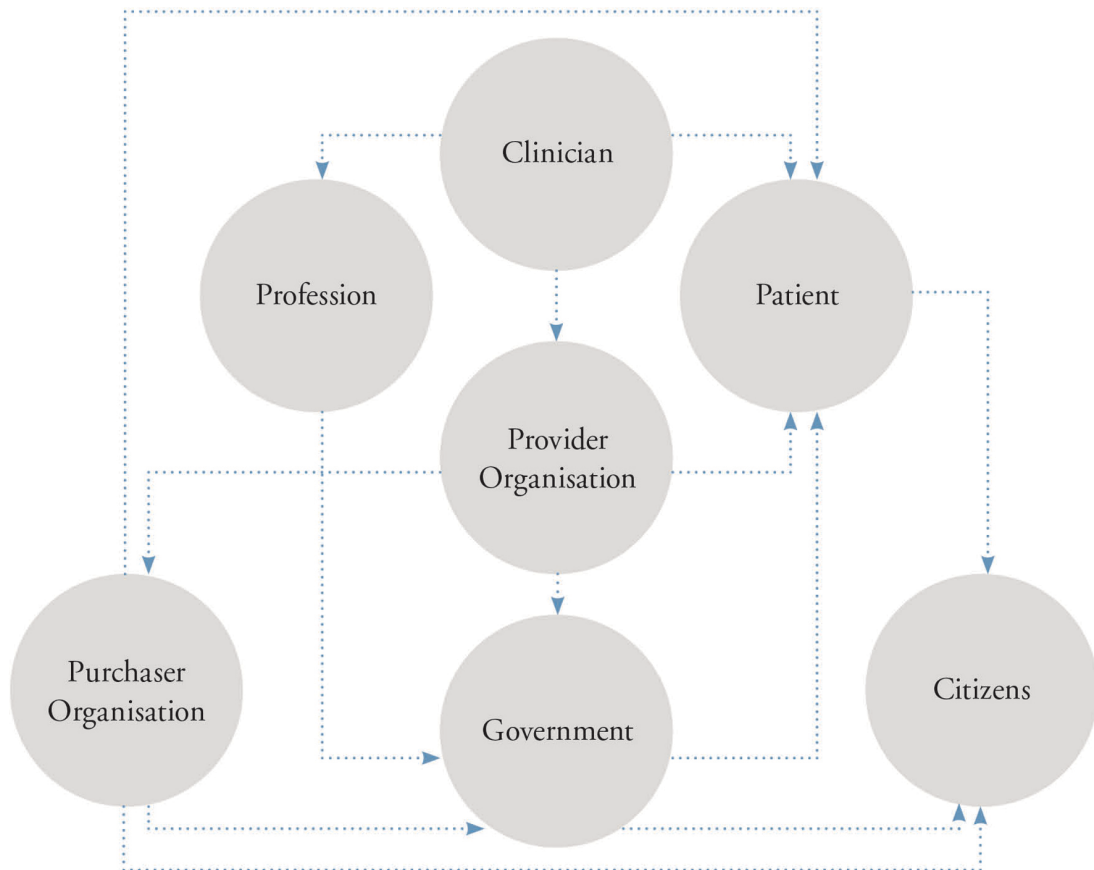 Clinician
Profession
Patient
Provider
Organisation
Purchaser
Organisation
Government
Citizens